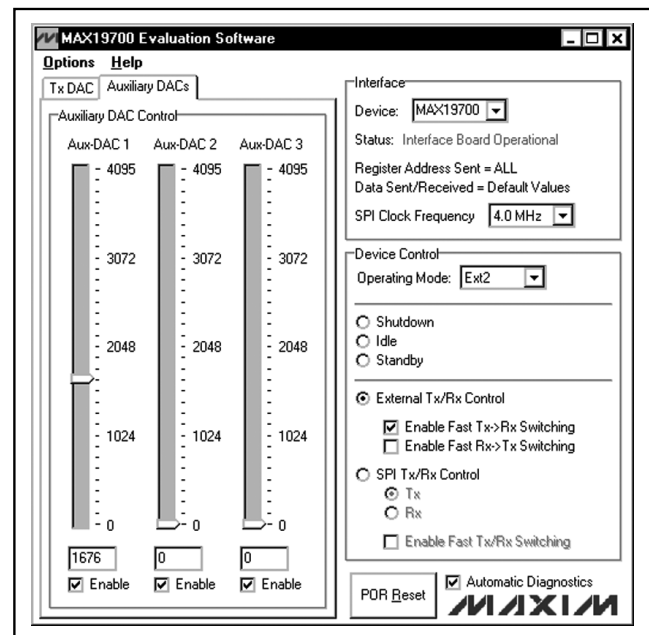 MAX19700 Evaluation Software
Options Help
Tx DAC Auxiliary DACs
Auxiliary DAC Control
Aux-DAC 1 Aux-DAC 2 Aux-DAC 3
4095 4095 4095
3072 3072 3072
2048 2048 2048
1024 1024 1024
0 0 0
1676 0 0
Enable Enable Enable
Interface
Device: MAX19700
Status: Interface Board Operational
Register Address Sent = ALL
Data Sent/Received = Default Values
SPI Clock Frequency 4.0 MHz
Device Control
Operating Mode: Ext2
Shutdown
Idle
Standby
External Tx/Rx Control
Enable Fast Tx->Rx Switching
Enable Fast Rx->Tx Switching
SPI Tx/Rx Control
Tx
Rx
Enable Fast Tx/Rx Switching
POR Reset
Automatic Diagnostics
MAXIM